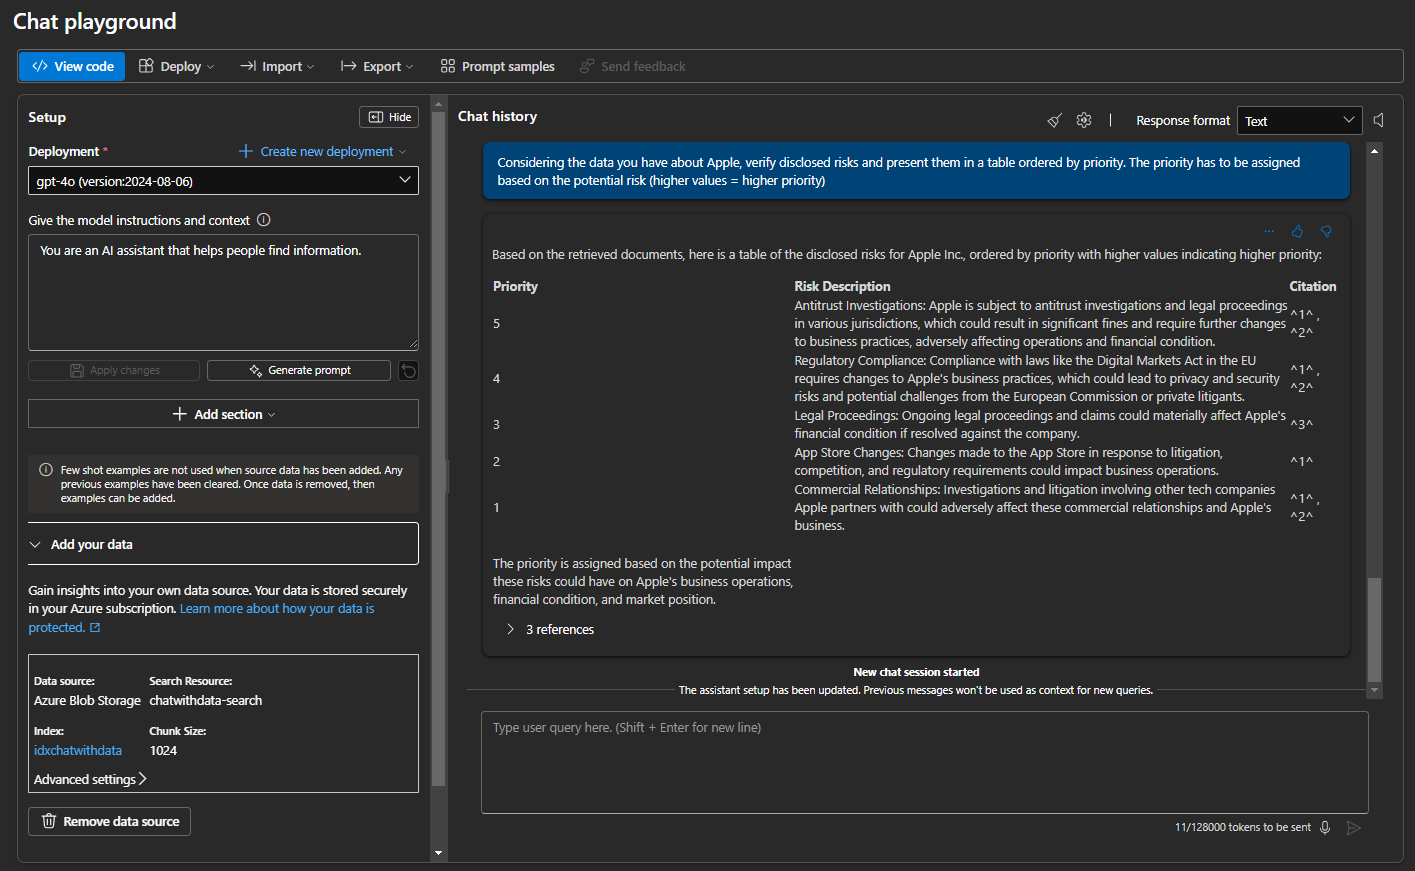 Chat playground
View code
Deploy
Import
Export
Prompt samples
Send feedback
Setup
Hide
Deployment *
Create new deployment
gpt-4o (version:2024-08-06)
Give the model instructions and context
You are an AI assistant that helps people find information.
Apply changes
Generate prompt
Add section
Few shot examples are not used when source data has been added. Any
previous examples have been cleared. Once data is removed, then
examples can be added.
Add your data
Gain insights into your own data source. Your data is stored securely
in your Azure subscription. Learn more about how your data is
protected.
Data source:
Azure Blob Storage
Search Resource:
chatwithdata-search
Index:
idxchatwithdata
Chunk Size:
1024
Advanced settings
Remove data source
Chat history
Response format
Text
Considering the data you have about Apple, verify disclosed risks and present them in a table ordered by priority. The priority has to be assigned
based on the potential risk (higher values = higher priority)
Based on the retrieved documents, here is a table of the disclosed risks for Apple Inc., ordered by priority with higher values indicating higher priority:
Priority Risk Description Citation
5
Antitrust Investigations: Apple is subject to antitrust investigations and legal proceedings
in various jurisdictions, which could result in significant fines and require further changes
to business practices, adversely affecting operations and financial condition.
^1^ ,
^2^
4
Regulatory Compliance: Compliance with laws like the Digital Markets Act in the EU
requires changes to Apple's business practices, which could lead to privacy and security
risks and potential challenges from the European Commission or private litigants.
^1^ ,
^2^
3
Legal Proceedings: Ongoing legal proceedings and claims could materially affect Apple's
financial condition if resolved against the company.
^3^
2
App Store Changes: Changes made to the App Store in response to litigation,
competition, and regulatory requirements could impact business operations.
^1^
1
Commercial Relationships: Investigations and litigation involving other tech companies
Apple partners with could adversely affect these commercial relationships and Apple's
business.
^1^ ,
^2^
The priority is assigned based on the potential impact
these risks could have on Apple's business operations,
financial condition, and market position.
3 references
New chat session started
The assistant setup has been updated. Previous messages won't be used as context for new queries.
Type user query here. (Shift + Enter for new line)
11/128000 tokens to be sent